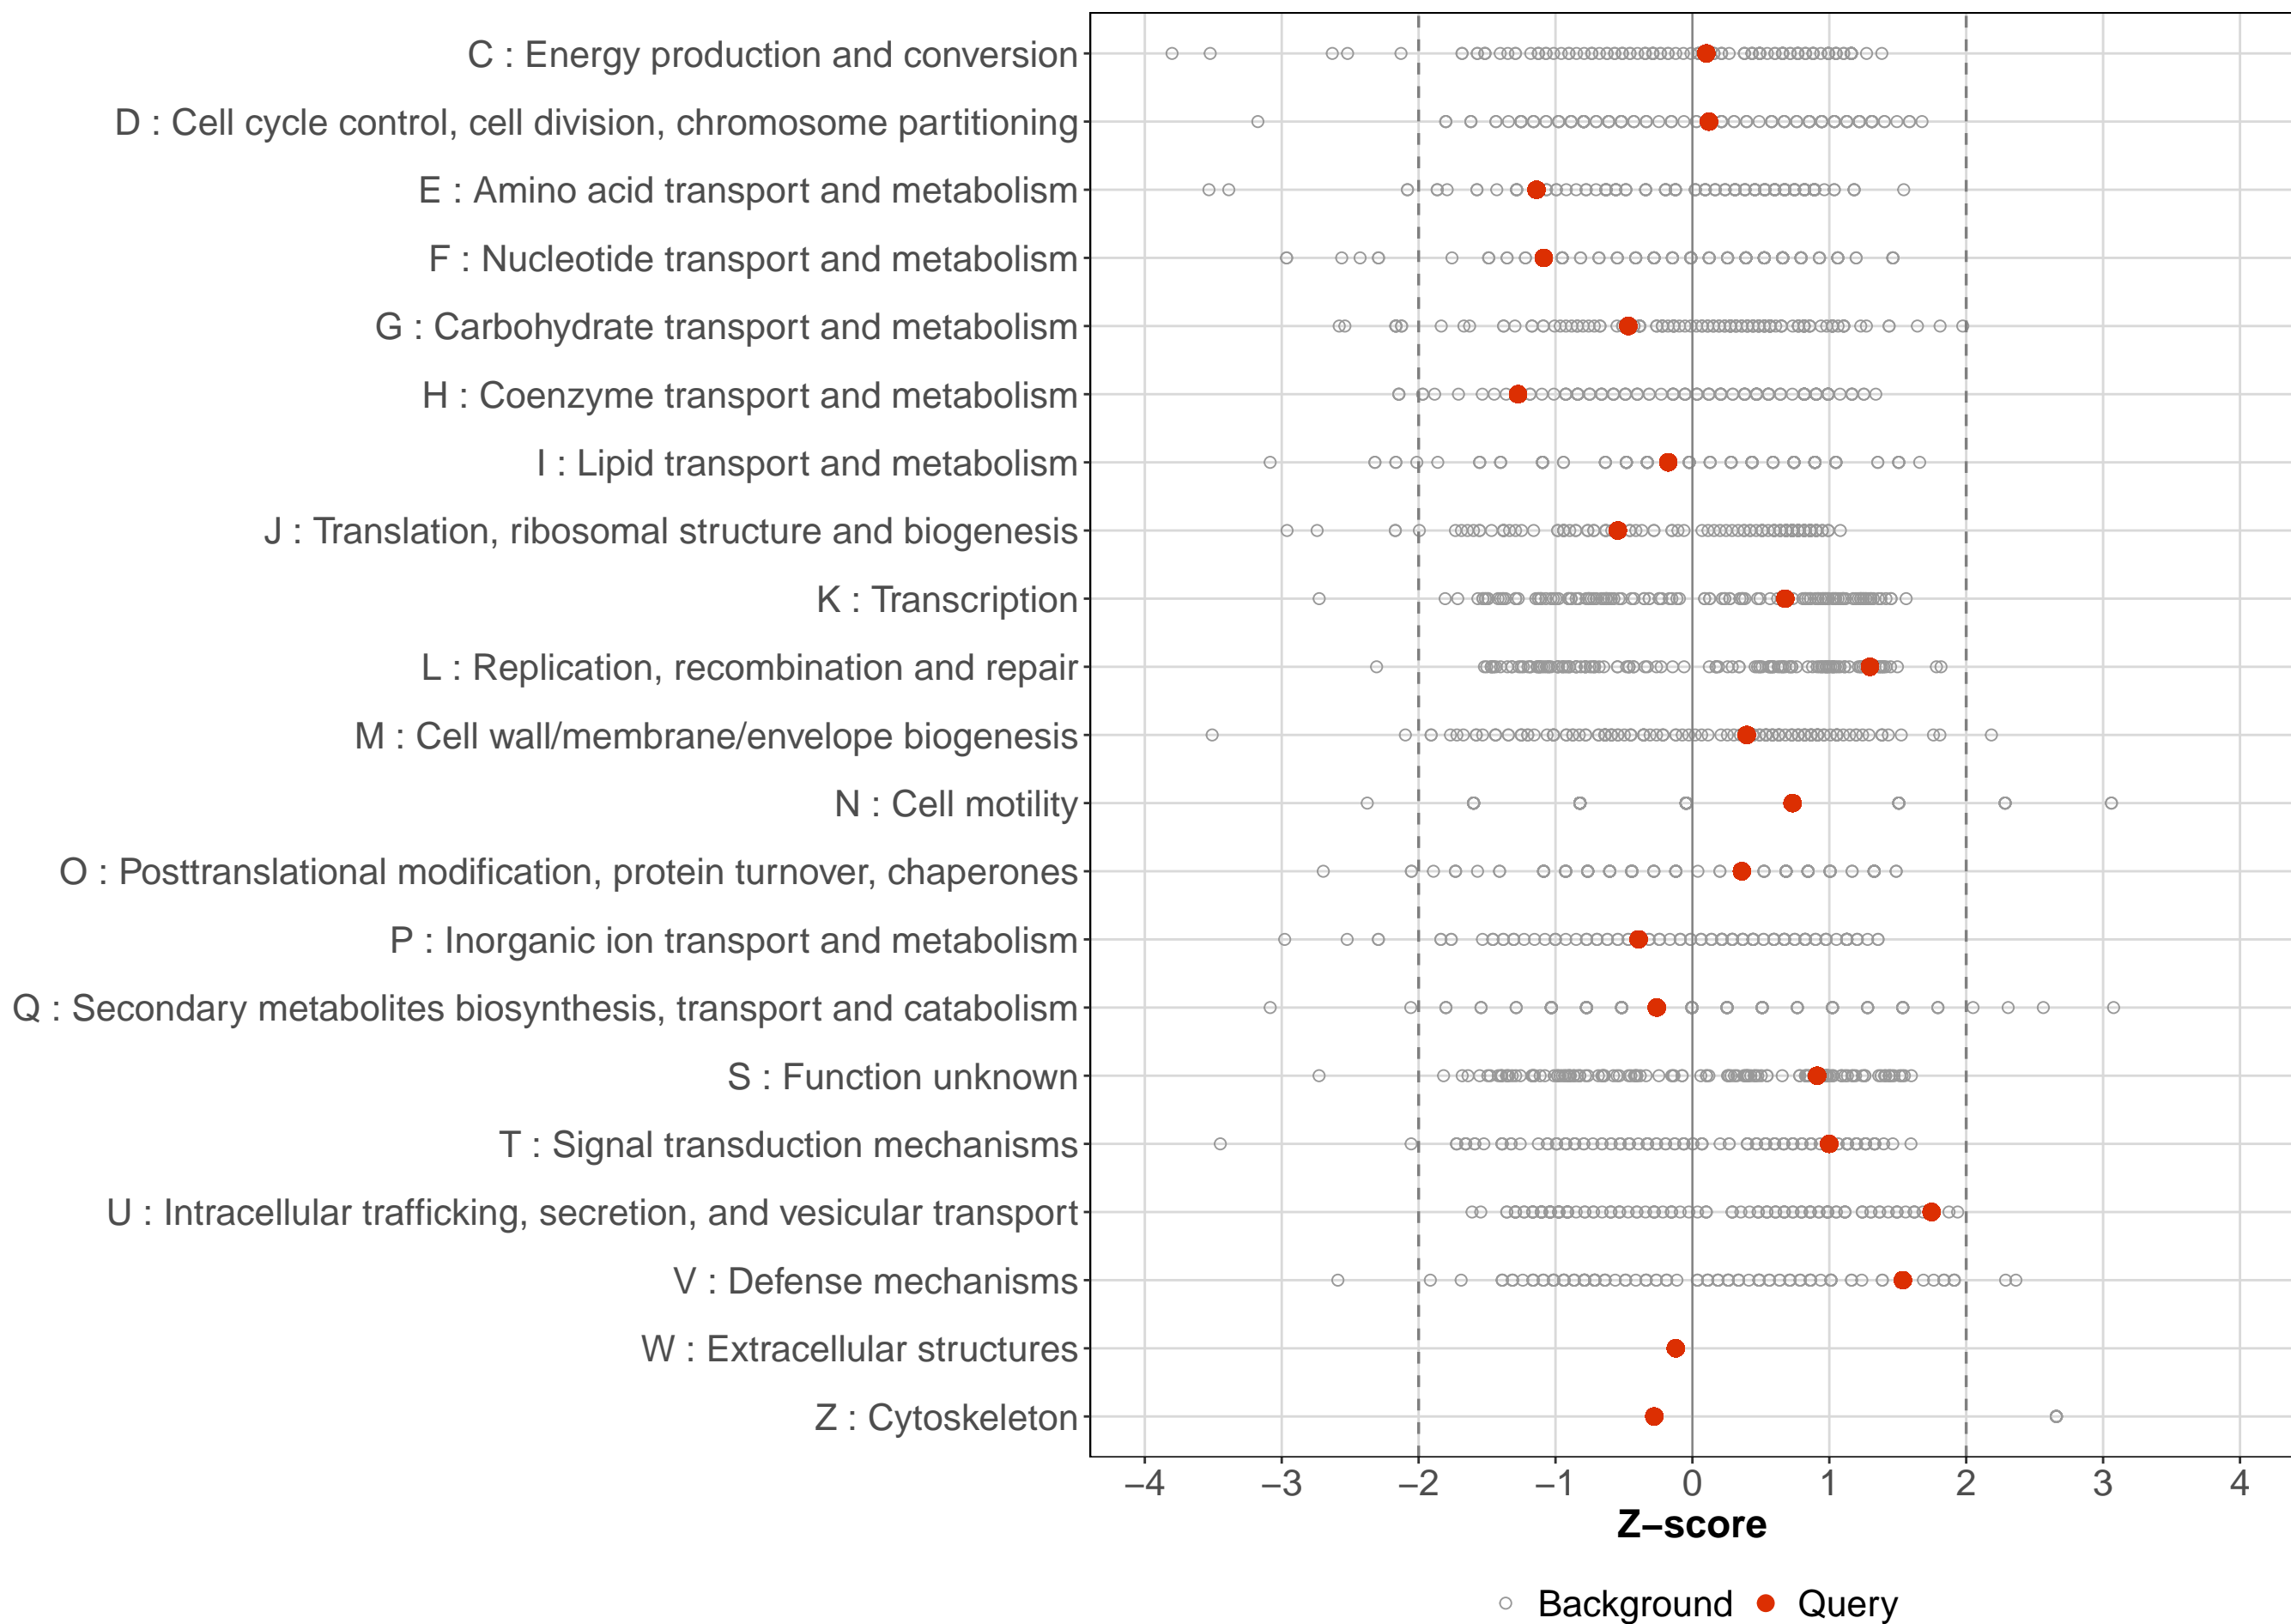 C : Energy production and conversion
D : Cell cycle control, cell division, chromosome partitioning
E : Amino acid transport and metabolism
F : Nucleotide transport and metabolism
G : Carbohydrate transport and metabolism
H : Coenzyme transport and metabolism
I : Lipid transport and metabolism
J : Translation, ribosomal structure and biogenesis
K : Transcription
L : Replication, recombination and repair
M : Cell wall/membrane/envelope biogenesis
N : Cell motility
O : Posttranslational modification, protein turnover, chaperones
P : Inorganic ion transport and metabolism
Q : Secondary metabolites biosynthesis, transport and catabolism
S : Function unknown
T : Signal transduction mechanisms
U : Intracellular trafficking, secretion, and vesicular transport
V : Defense mechanisms
W : Extracellular structures
Z : Cytoskeleton
−4 −3 −2 −1 0 1 2 3 4
Z−score
Background Query